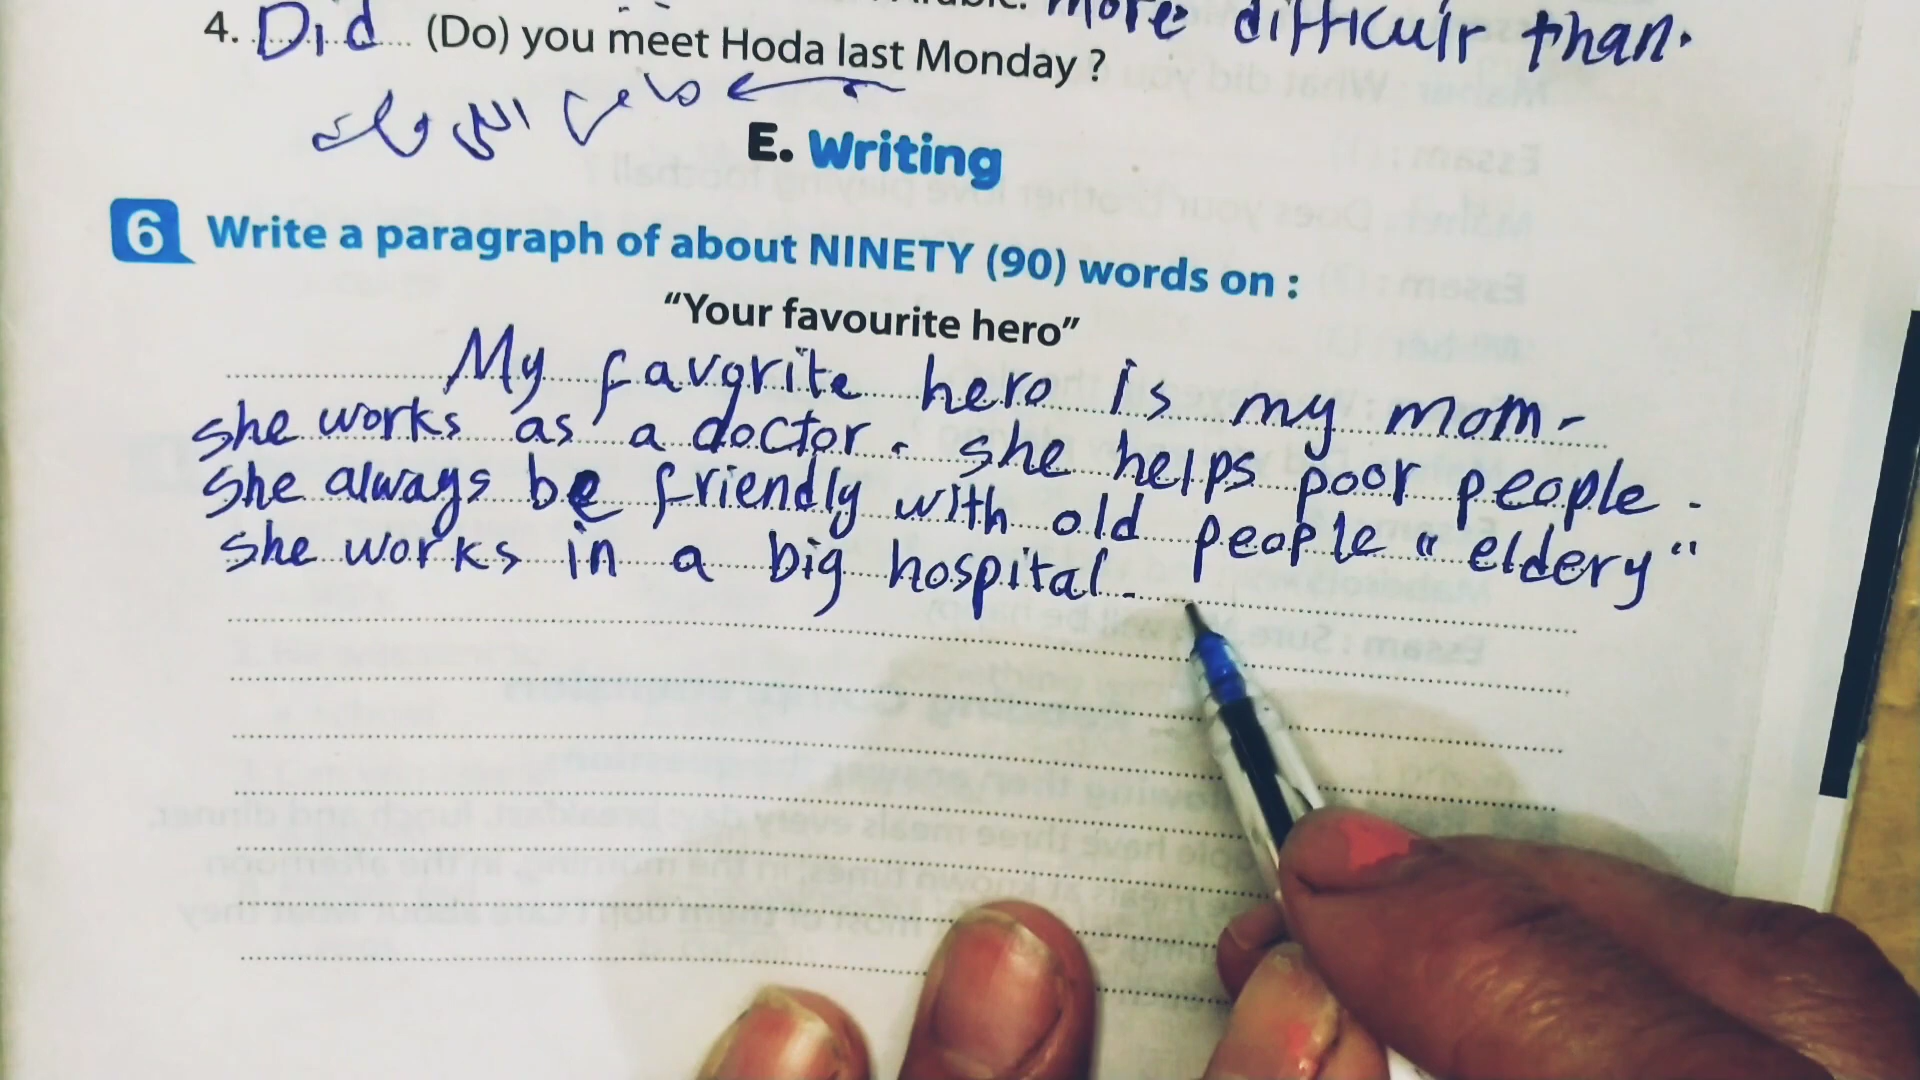 more difficult than.
4. Did (Do) you meet Hoda last Monday ?
ماضى
E. Writing
6 Write a paragraph of about NINETY (90) words on :
“Your favourite hero”
My favorite hero is my mom.
she works as a doctor. she helps poor people.
she always be friendly with old people "eldery"
she works in a big hospital.